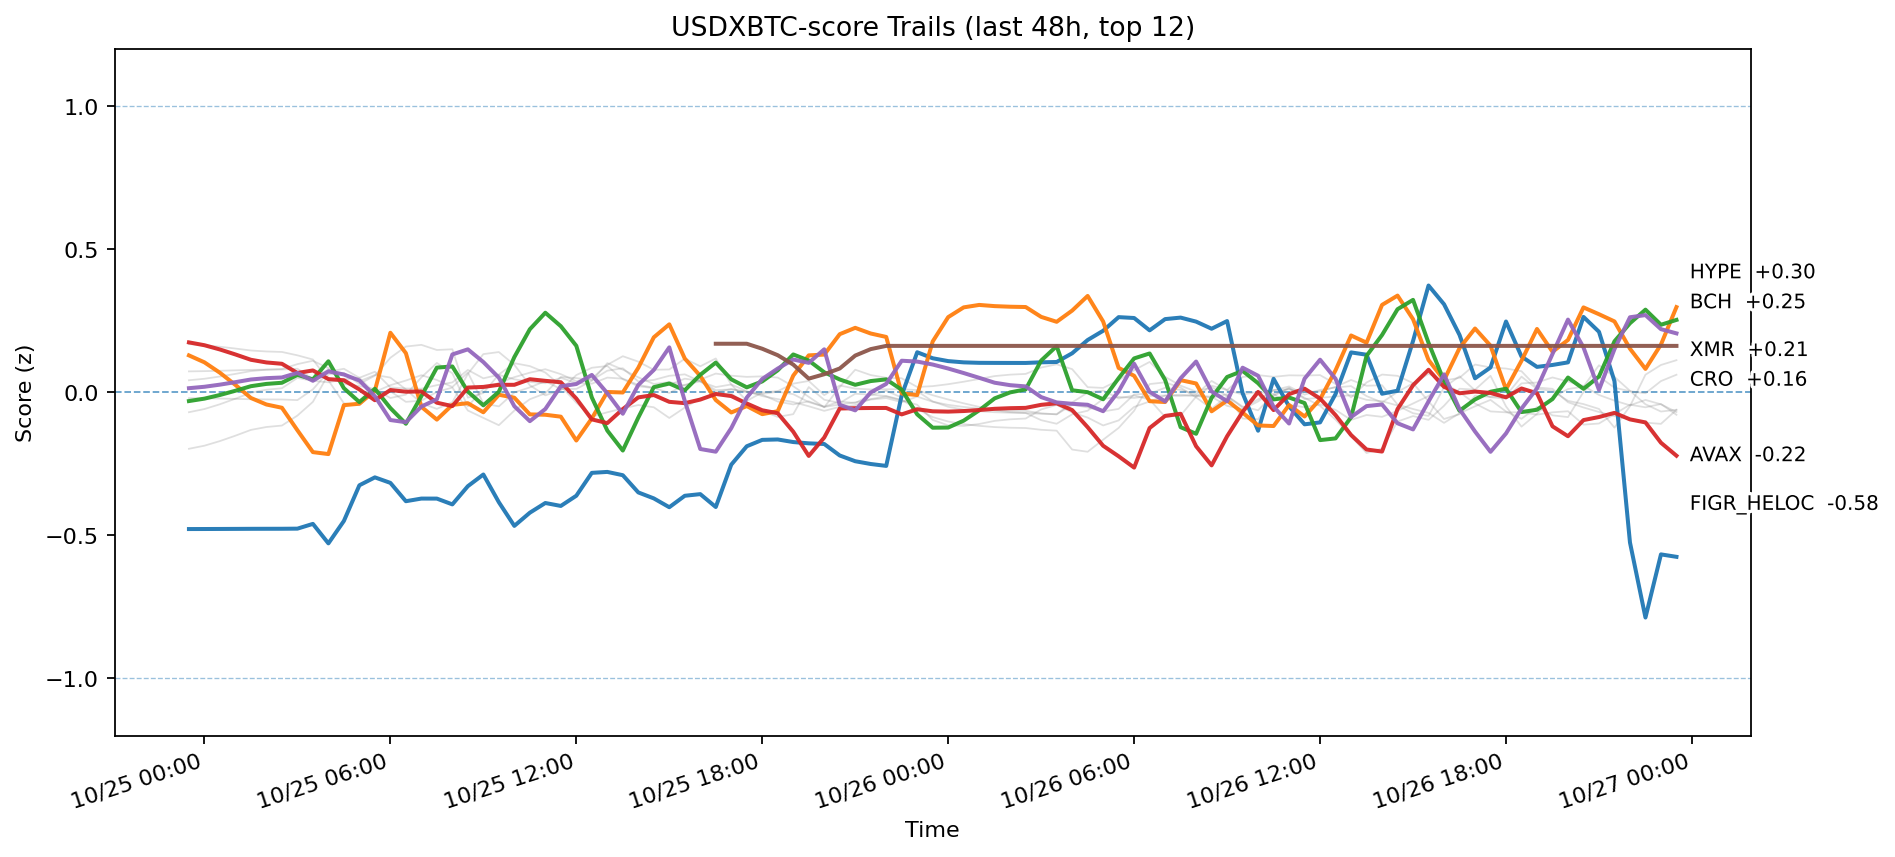 USDXBTC-score Trails (last 48h, top 12)
Score (z)
1.0
0.5
0.0
−0.5
−1.0
HYPE +0.30
BCH +0.25
XMR +0.21
CRO +0.16
AVAX -0.22
FIGR_HELOC -0.58
10/25 00:00
10/25 06:00
10/25 12:00
10/25 18:00
10/26 00:00
10/26 06:00
10/26 12:00
10/26 18:00
10/27 00:00
Time